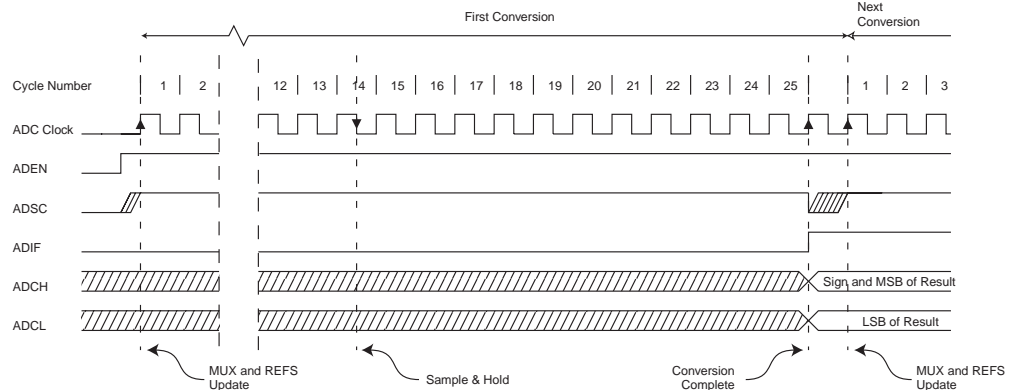 First Conversion
Next
Conversion
Cycle Number 1 2 12 13 14 15 16 17 18 19 20 21 22 23 24 25 1 2 3
ADC Clock
ADEN
ADSC
ADIF
ADCH Sign and MSB of Result
ADCL LSB of Result
MUX and REFS
Update
Sample & Hold
Conversion
Complete
MUX and REFS
Update